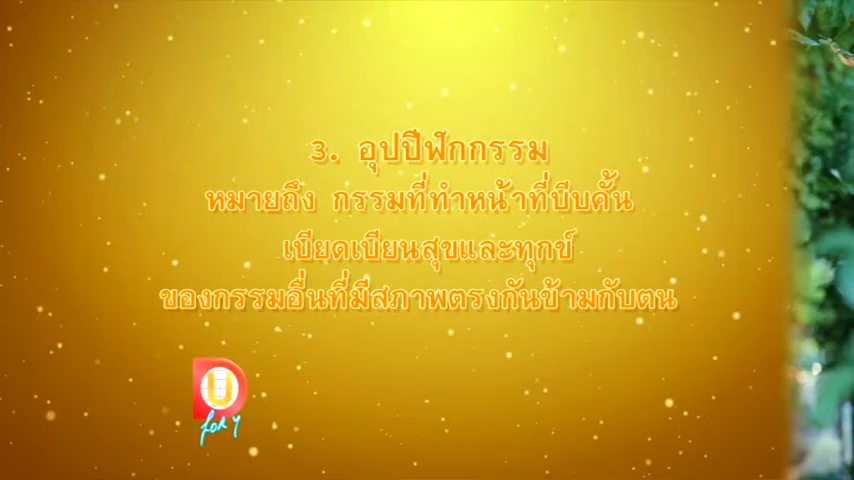 3. อุปปีฬกกรรม
หมายถึง กรรมที่ทำหน้าที่บีบคั้น
เบียดเบียนสุขและทุกข์
ของกรรมอื่นที่มีสภาพตรงกันข้ามกับตน
U
for y